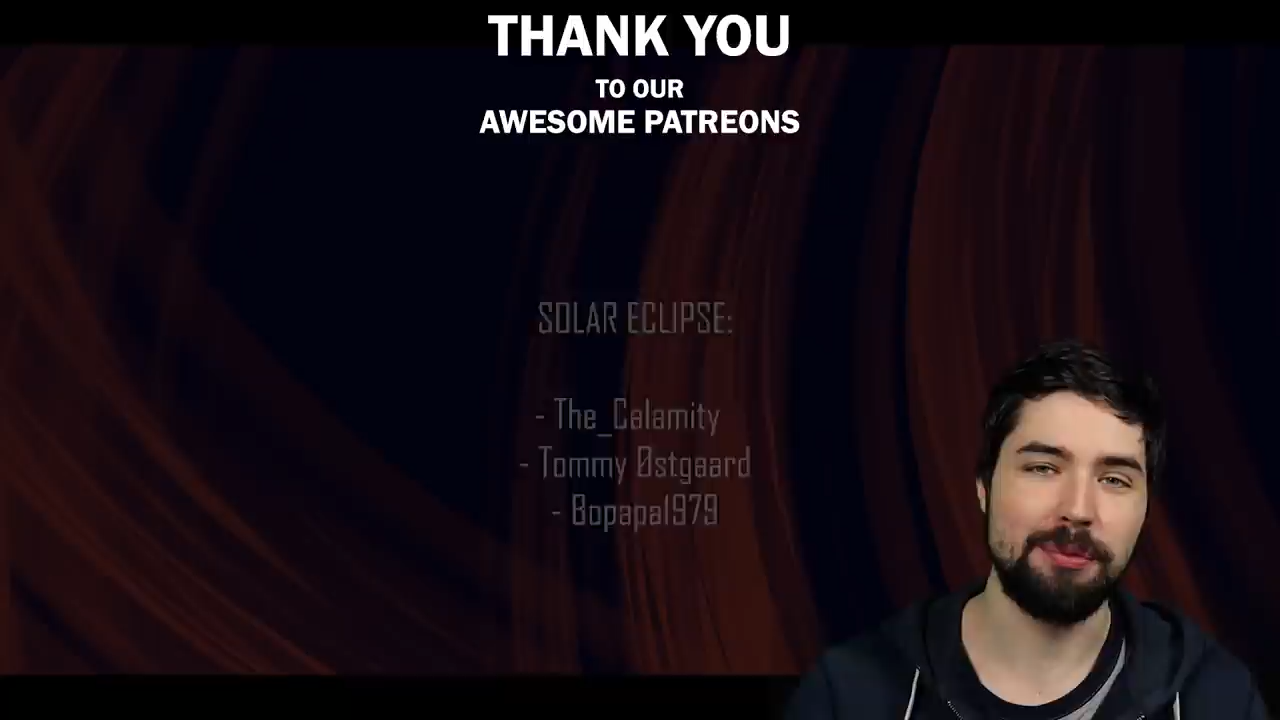 THANK YOU
TO OUR
AWESOME PATREONS
SOLAR ECLIPSE:
- The_Calamity
- Tommy Østgaard
- Bopapa1979